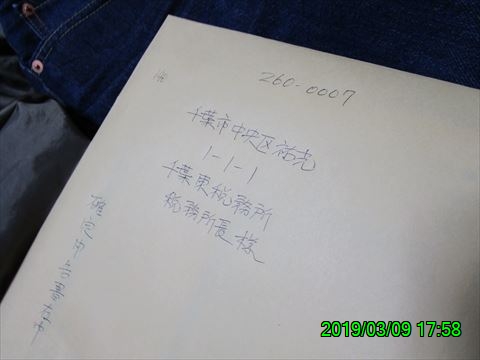 260-0007
千葉市中央区祐光
1-1-1
千葉東税務所
税務所長様
確定申告書在中
2019/03/09 17:58